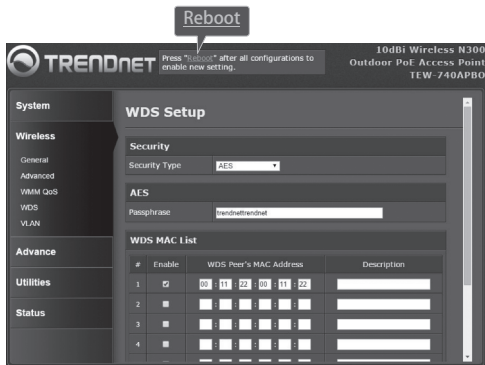 Reboot
TRENDnet
Press "Reboot" after all configurations to
enable new setting.
10dBi Wireless N300
Outdoor PoE Access Point
TEW-740APBO
System
Wireless
General
Advanced
WMM QoS
WDS
VLAN
Advance
Utilities
Status
WDS Setup
Security
Security Type AES
AES
Passphrase trendnettrendnet
WDS MAC List
# Enable WDS Peer's MAC Address Description
1 00 : 11 : 22 : 00 : 11 : 22
2 : : : : :
3 : : : : :
4 : : : : :